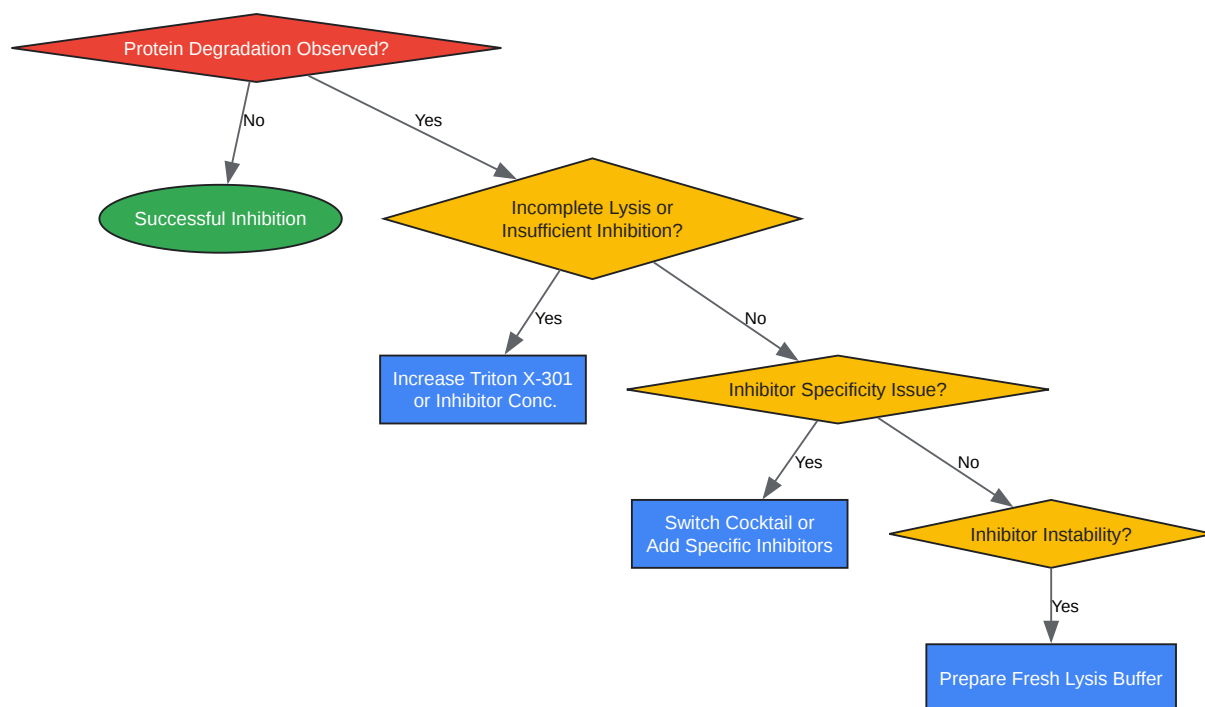 Protein Degradation Observed?
No
Yes
Successful Inhibition
Incomplete Lysis or
Insufficient Inhibition?
Yes
No
Increase Triton X-301
or Inhibitor Conc.
Inhibitor Specificity Issue?
Yes
No
Switch Cocktail or
Add Specific Inhibitors
Inhibitor Instability?
Yes
Prepare Fresh Lysis Buffer